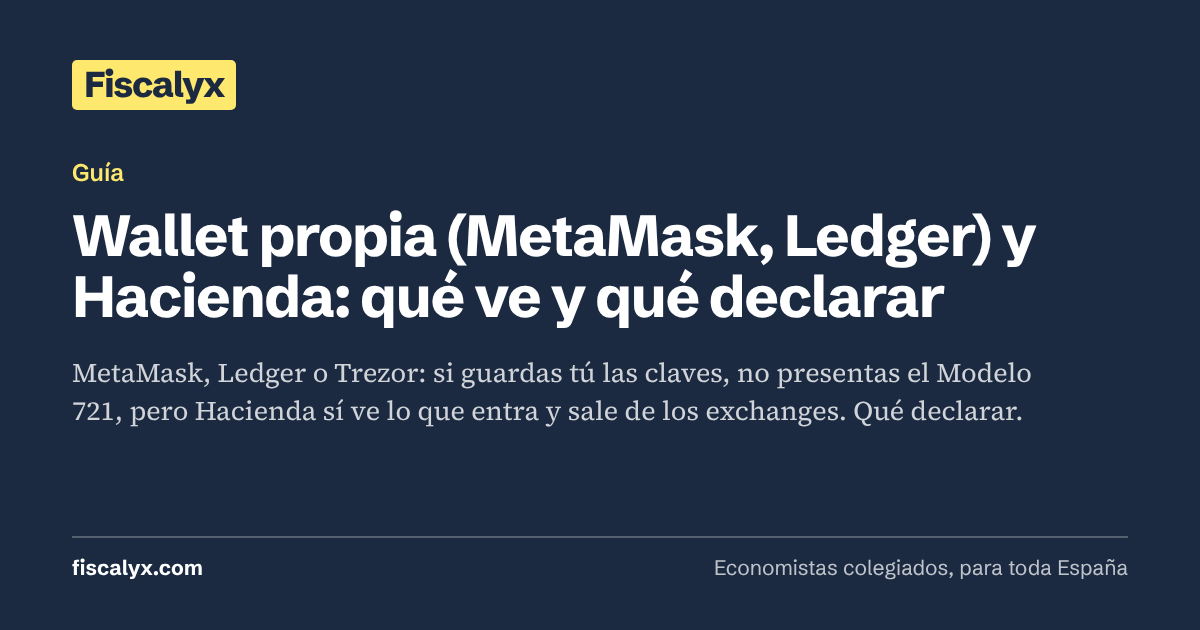 Fiscalyx
Guía
Wallet propia (MetaMask, Ledger) y
Hacienda: qué ve y qué declarar
MetaMask, Ledger o Trezor: si guardas tú las claves, no presentas el Modelo
721, pero Hacienda sí ve lo que entra y sale de los exchanges. Qué declarar.
fiscalyx.com
Economistas colegiados, para toda España